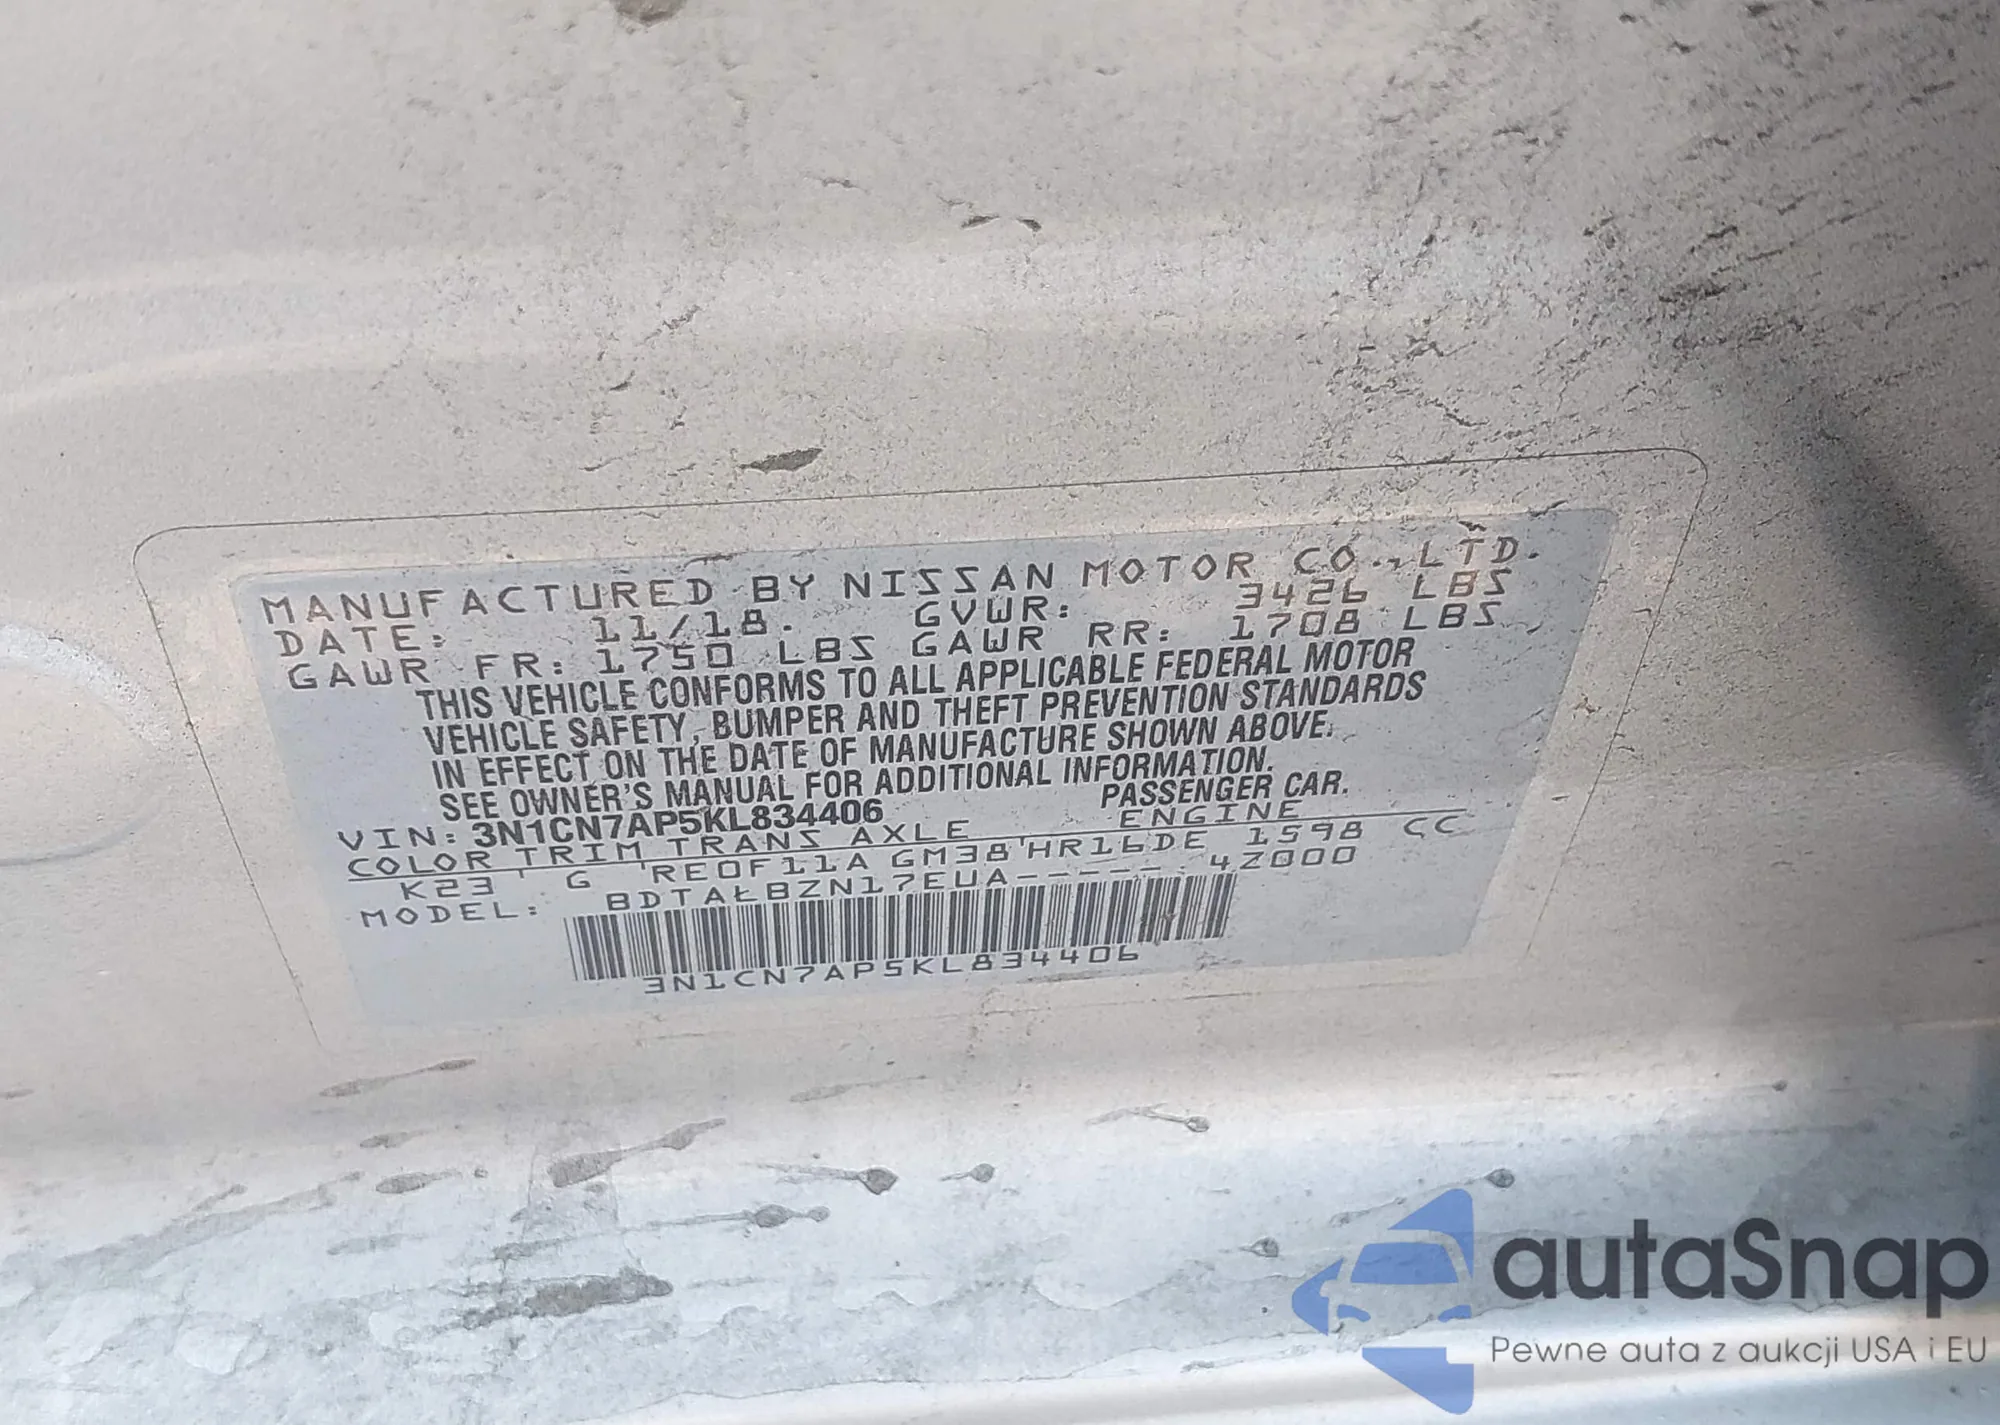 MANUFACTURED BY NISSAN MOTOR CO., LTD.
DATE: 11/18. GVWR: 3426 LBS
GAWR FR: 1750 LBS GAWR RR: 1708 LBS
THIS VEHICLE CONFORMS TO ALL APPLICABLE FEDERAL MOTOR
VEHICLE SAFETY, BUMPER AND THEFT PREVENTION STANDARDS
IN EFFECT ON THE DATE OF MANUFACTURE SHOWN ABOVE.
SEE OWNER'S MANUAL FOR ADDITIONAL INFORMATION.
VIN: 3N1CN7AP5KL834406 PASSENGER CAR.
COLOR TRIM TRANS AXLE ENGINE
K23 G RE0F11A GM38 HR16DE 1598 CC
MODEL: BDTALBZN17EUA-----. 4Z000
3N1CN7AP5KL834406
autaSnap
Pewne auta z aukcji USA i EU